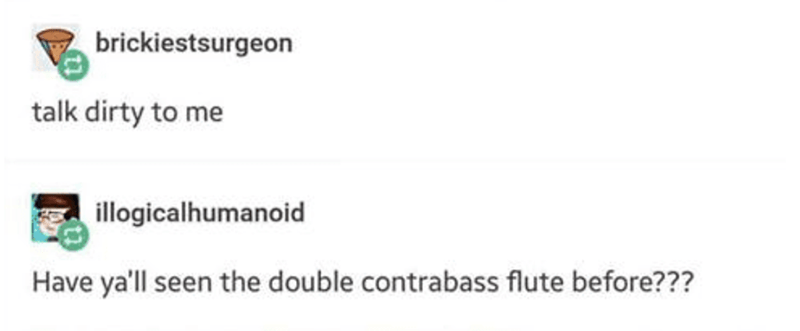 brickiestsurgeon
talk dirty to me
illogicalhumanoid
Have ya'll seen the double contrabass flute before???